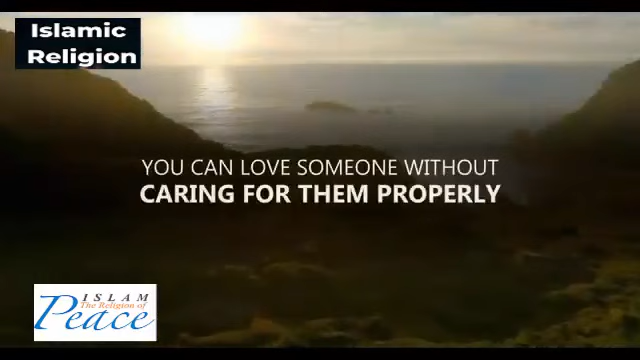 Islamic
Religion
YOU CAN LOVE SOMEONE WITHOUT
CARING FOR THEM PROPERLY
ISLAM
The Religion of
Peace